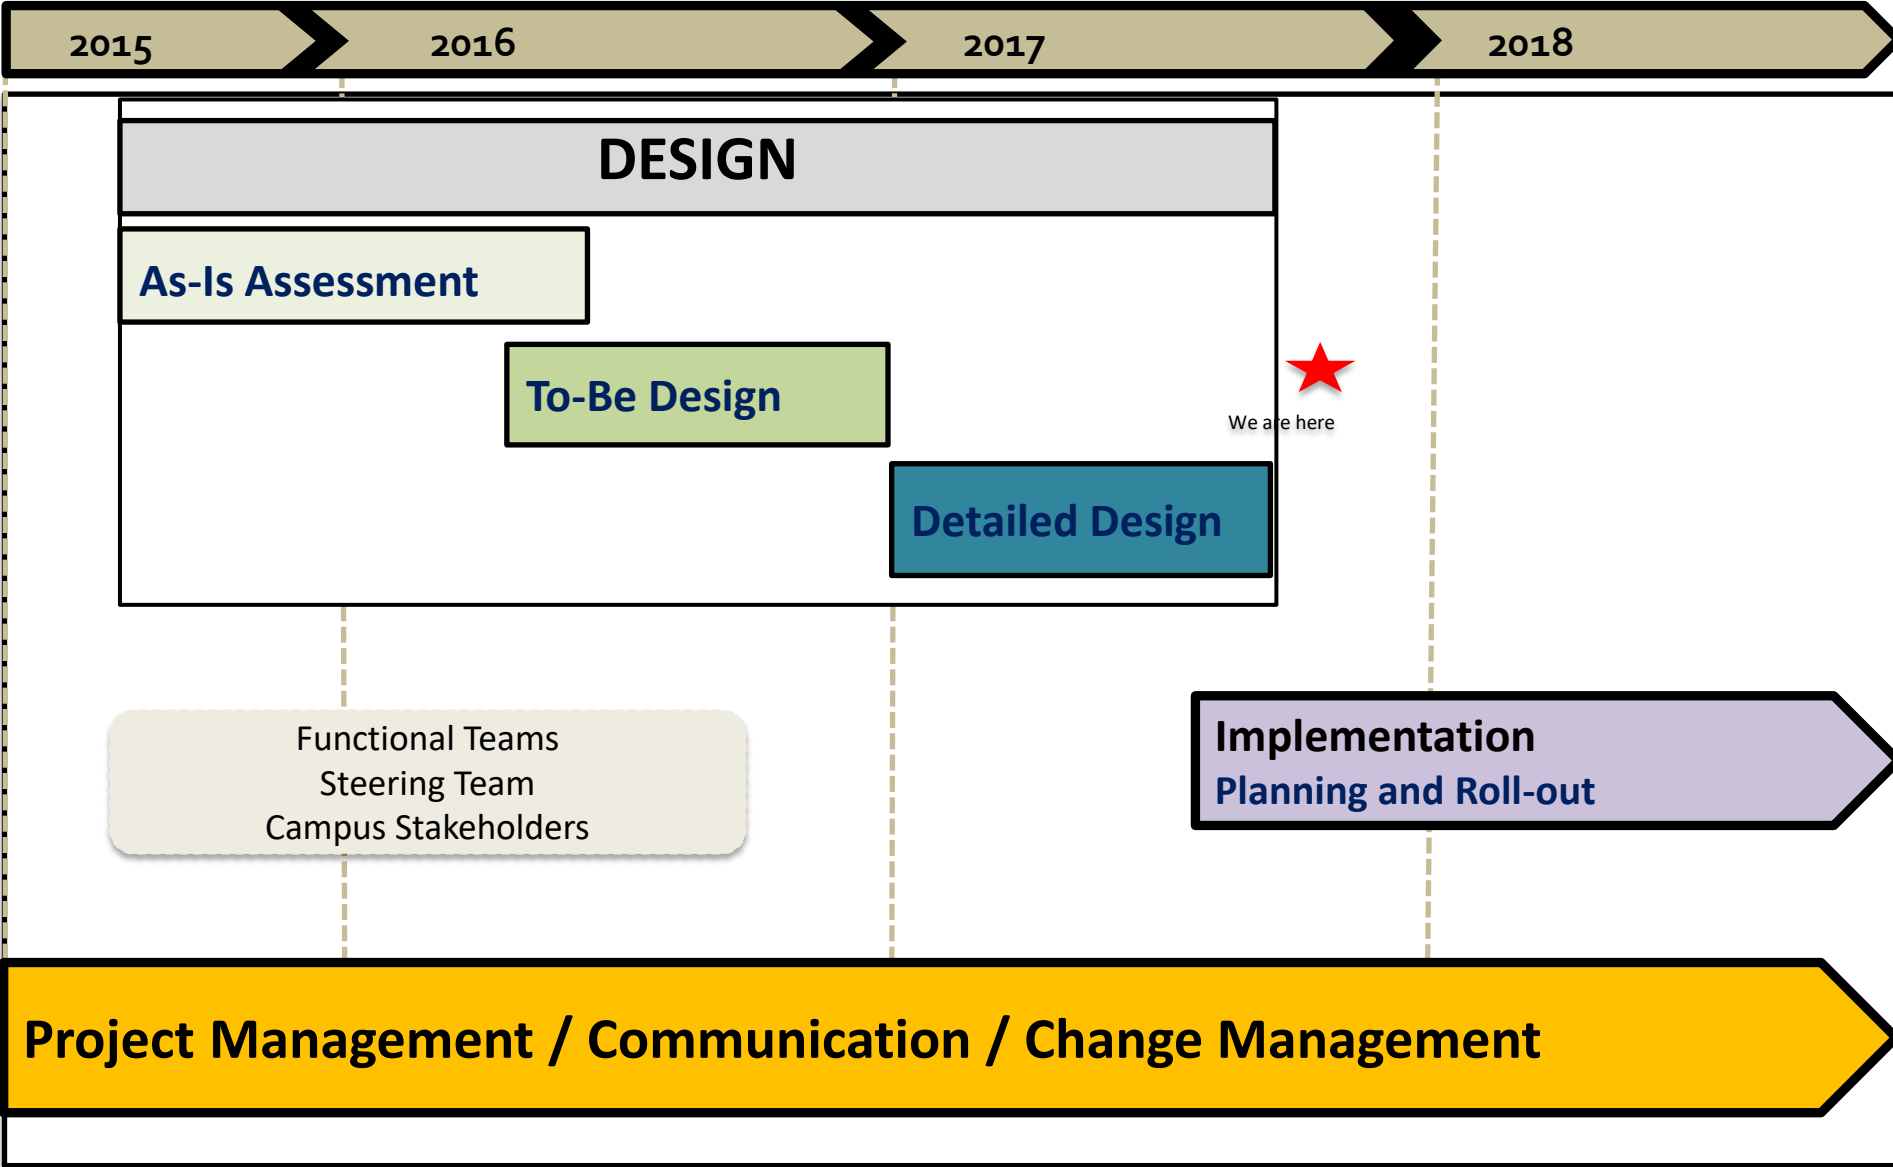 2015
2016
2017
2018
DESIGN
As-Is Assessment
To-Be Design
We are here
Detailed Design
Functional Teams
Steering Team
Campus Stakeholders
Implementation
Planning and Roll-out
Project Management / Communication / Change Management